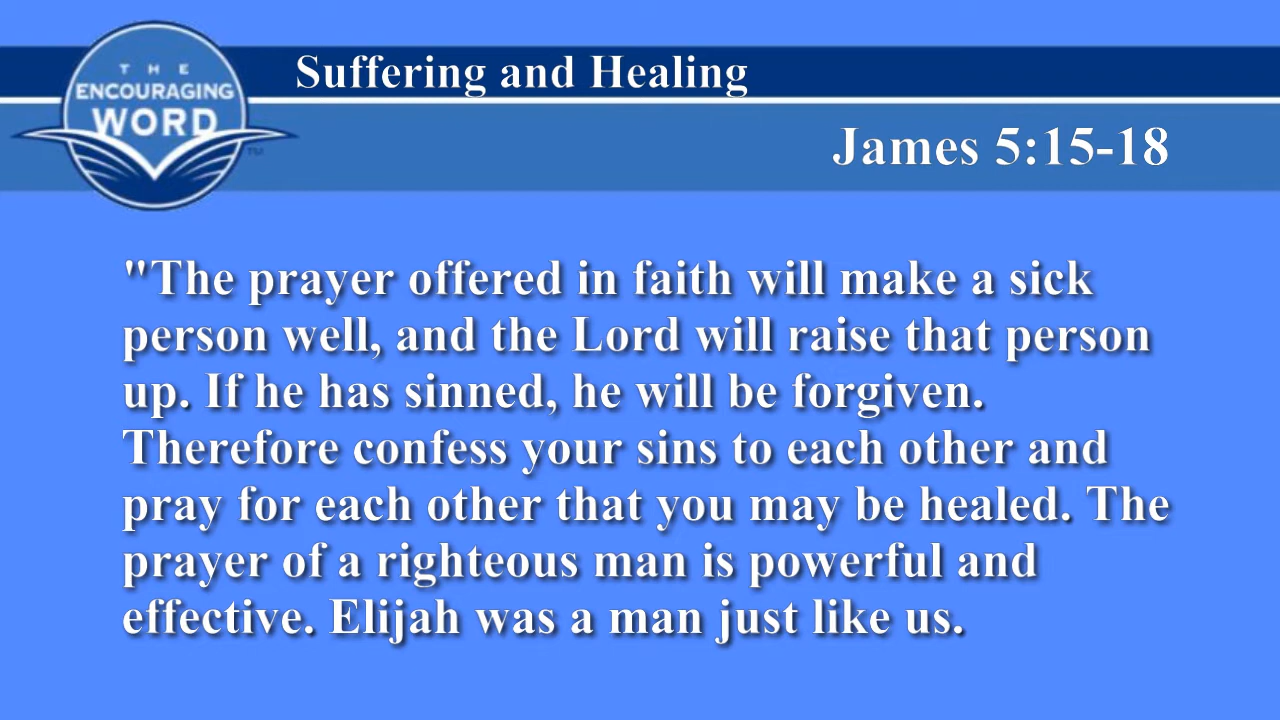 THE
ENCOURAGING
WORD
TM
Suffering and Healing
James 5:15-18
"The prayer offered in faith will make a sick
person well, and the Lord will raise that person
up. If he has sinned, he will be forgiven.
Therefore confess your sins to each other and
pray for each other that you may be healed. The
prayer of a righteous man is powerful and
effective. Elijah was a man just like us.